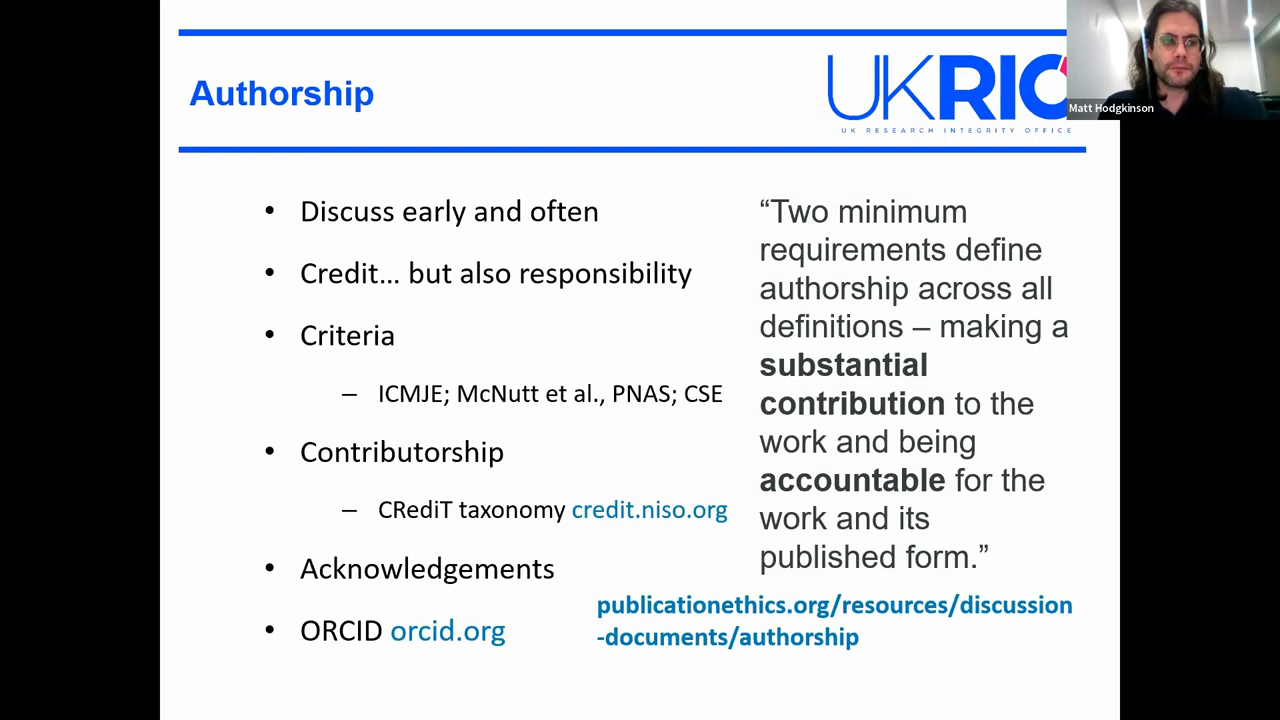 Authorship
UKRIO
UK RESEARCH INTEGRITY OFFICE
Matt Hodgkinson
• Discuss early and often
• Credit... but also responsibility
• Criteria
– ICMJE; McNutt et al., PNAS; CSE
• Contributorship
– CRediT taxonomy credit.niso.org
• Acknowledgements
• ORCID orcid.org
“Two minimum
requirements define
authorship across all
definitions – making a
substantial
contribution to the
work and being
accountable for the
work and its
published form.”
publicationethics.org/resources/discussion
-documents/authorship